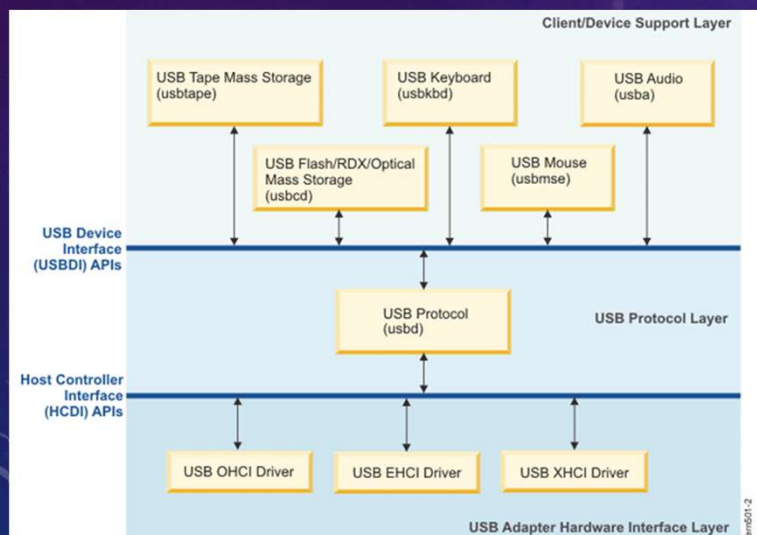 Client/Device Support Layer
USB Tape Mass Storage
(usbtape)
USB Keyboard
(usbkbd)
USB Audio
(usba)
USB Flash/RDX/Optical
Mass Storage
(usbcd)
USB Mouse
(usbmse)
USB Device
Interface
(USBDI) APIs
USB Protocol
(usbd)
USB Protocol Layer
Host Controller
Interface
(HCDI) APIs
USB OHCI Driver
USB EHCI Driver
USB XHCI Driver
USB Adapter Hardware Interface Layer